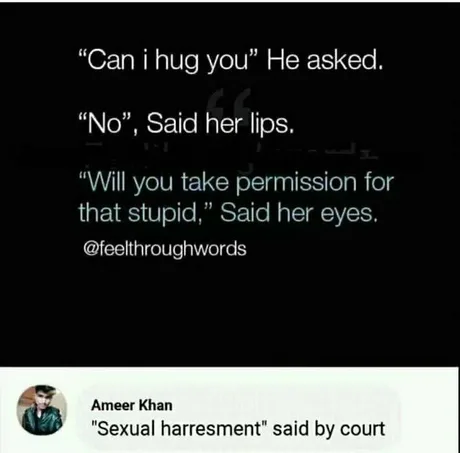 “Can i hug you” He asked.
“No”, Said her lips.
“Will you take permission for
that stupid,” Said her eyes.
@feelthroughwords
Ameer Khan
"Sexual harresment" said by court